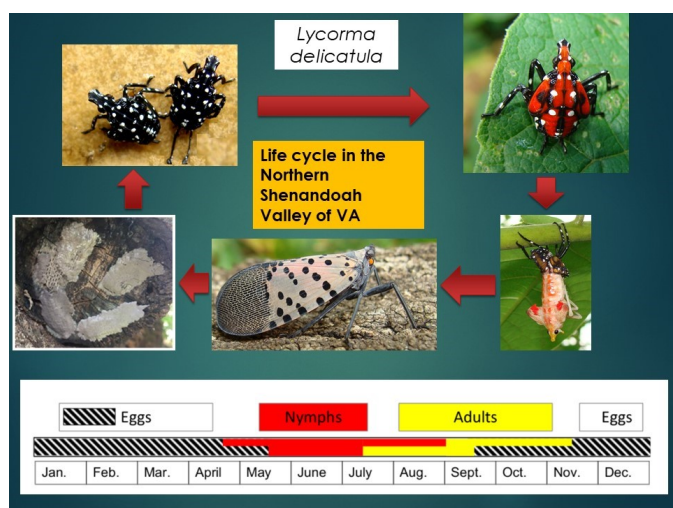 Lycorma
delicatula
Life cycle in the
Northern
Shenandoah
Valley of VA
Eggs
Nymphs
Adults
Eggs
Jan. Feb. Mar. April May June July Aug. Sept. Oct. Nov. Dec.